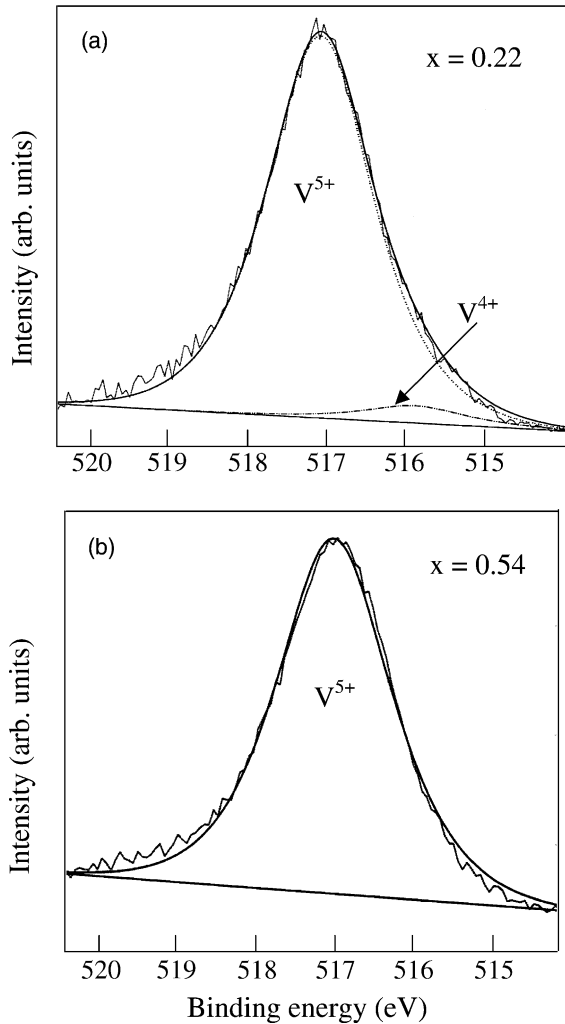 (a)
x = 0.22
V5+
V4+
Intensity (arb. units)
520 519 518 517 516 515
(b)
x = 0.54
V5+
Intensity (arb. units)
520 519 518 517 516 515
Binding energy (eV)